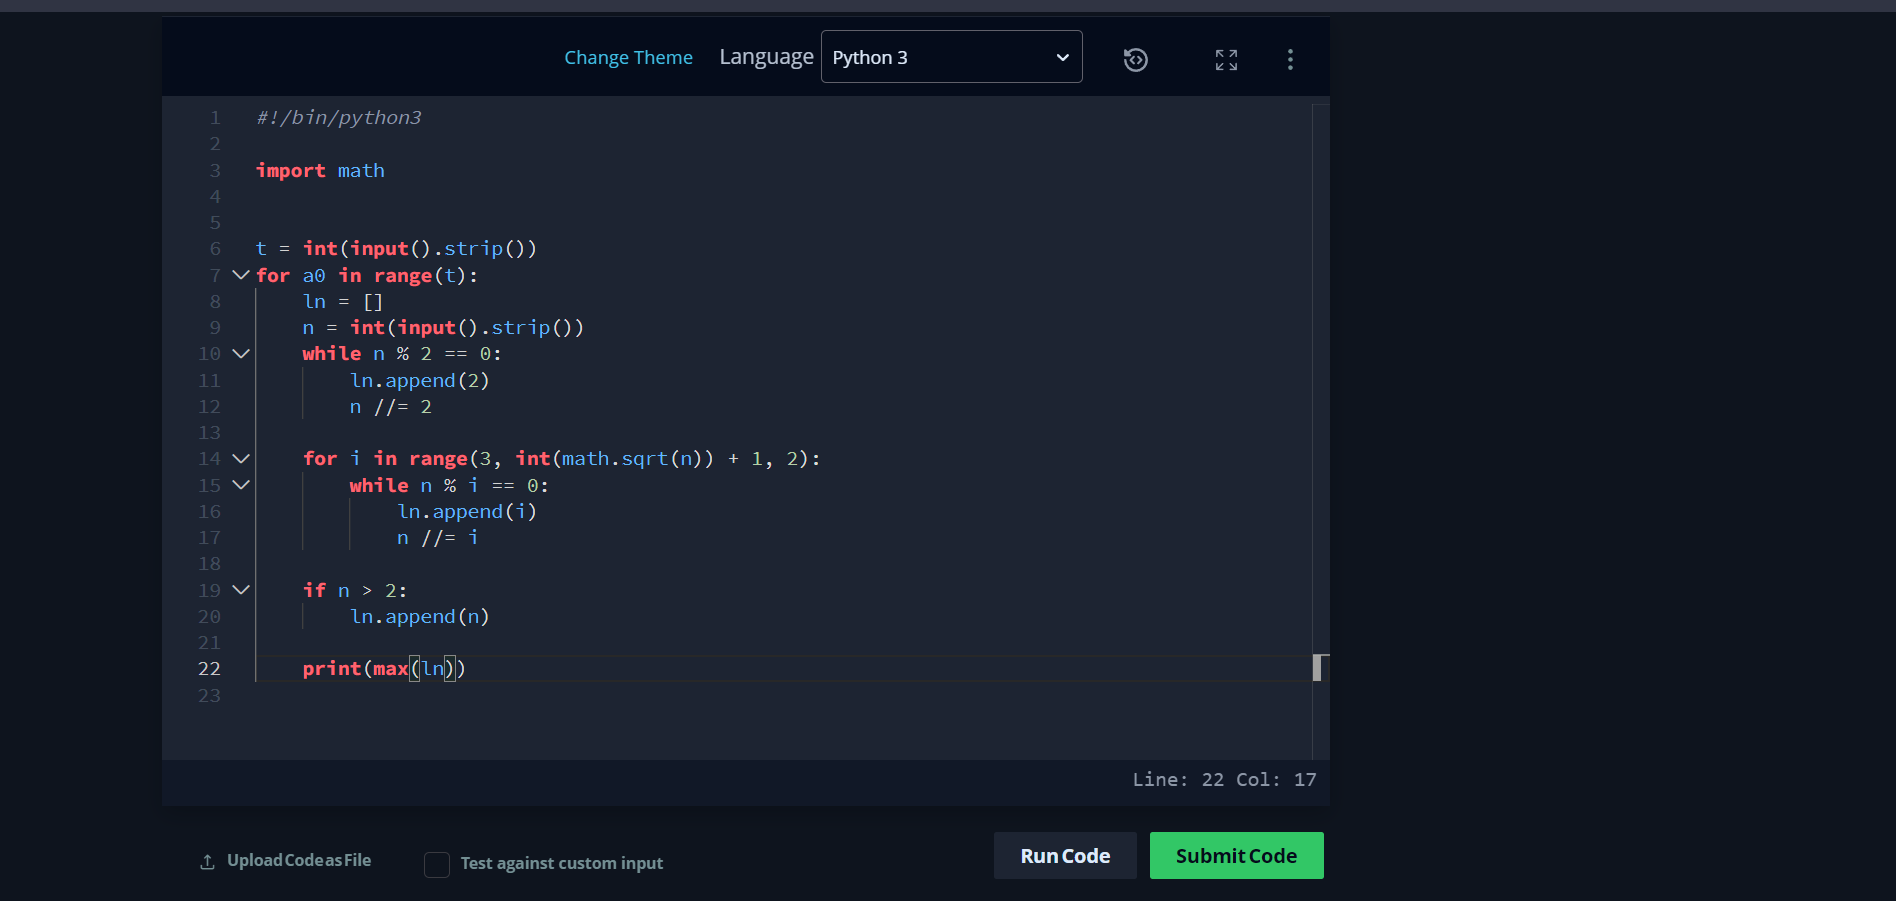 Change Theme Language Python 3
1 #!/bin/python3
2
3 import math
4
5
6 t = int(input().strip())
7 for a0 in range(t):
8     ln = []
9     n = int(input().strip())
10     while n % 2 == 0:
11         ln.append(2)
12         n //= 2
13
14     for i in range(3, int(math.sqrt(n)) + 1, 2):
15         while n % i == 0:
16             ln.append(i)
17             n //= i
18
19     if n > 2:
20         ln.append(n)
21
22     print(max(ln))
23
Line: 22 Col: 17
Upload Code as File Test against custom input Run Code Submit Code